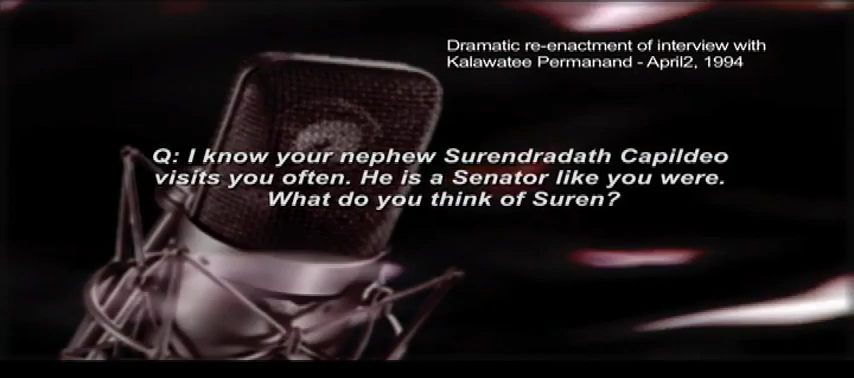 Dramatic re-enactment of interview with
Kalawatee Permanand - April2, 1994
Q: I know your nephew Surendradath Capildeo
visits you often. He is a Senator like you were.
What do you think of Suren?